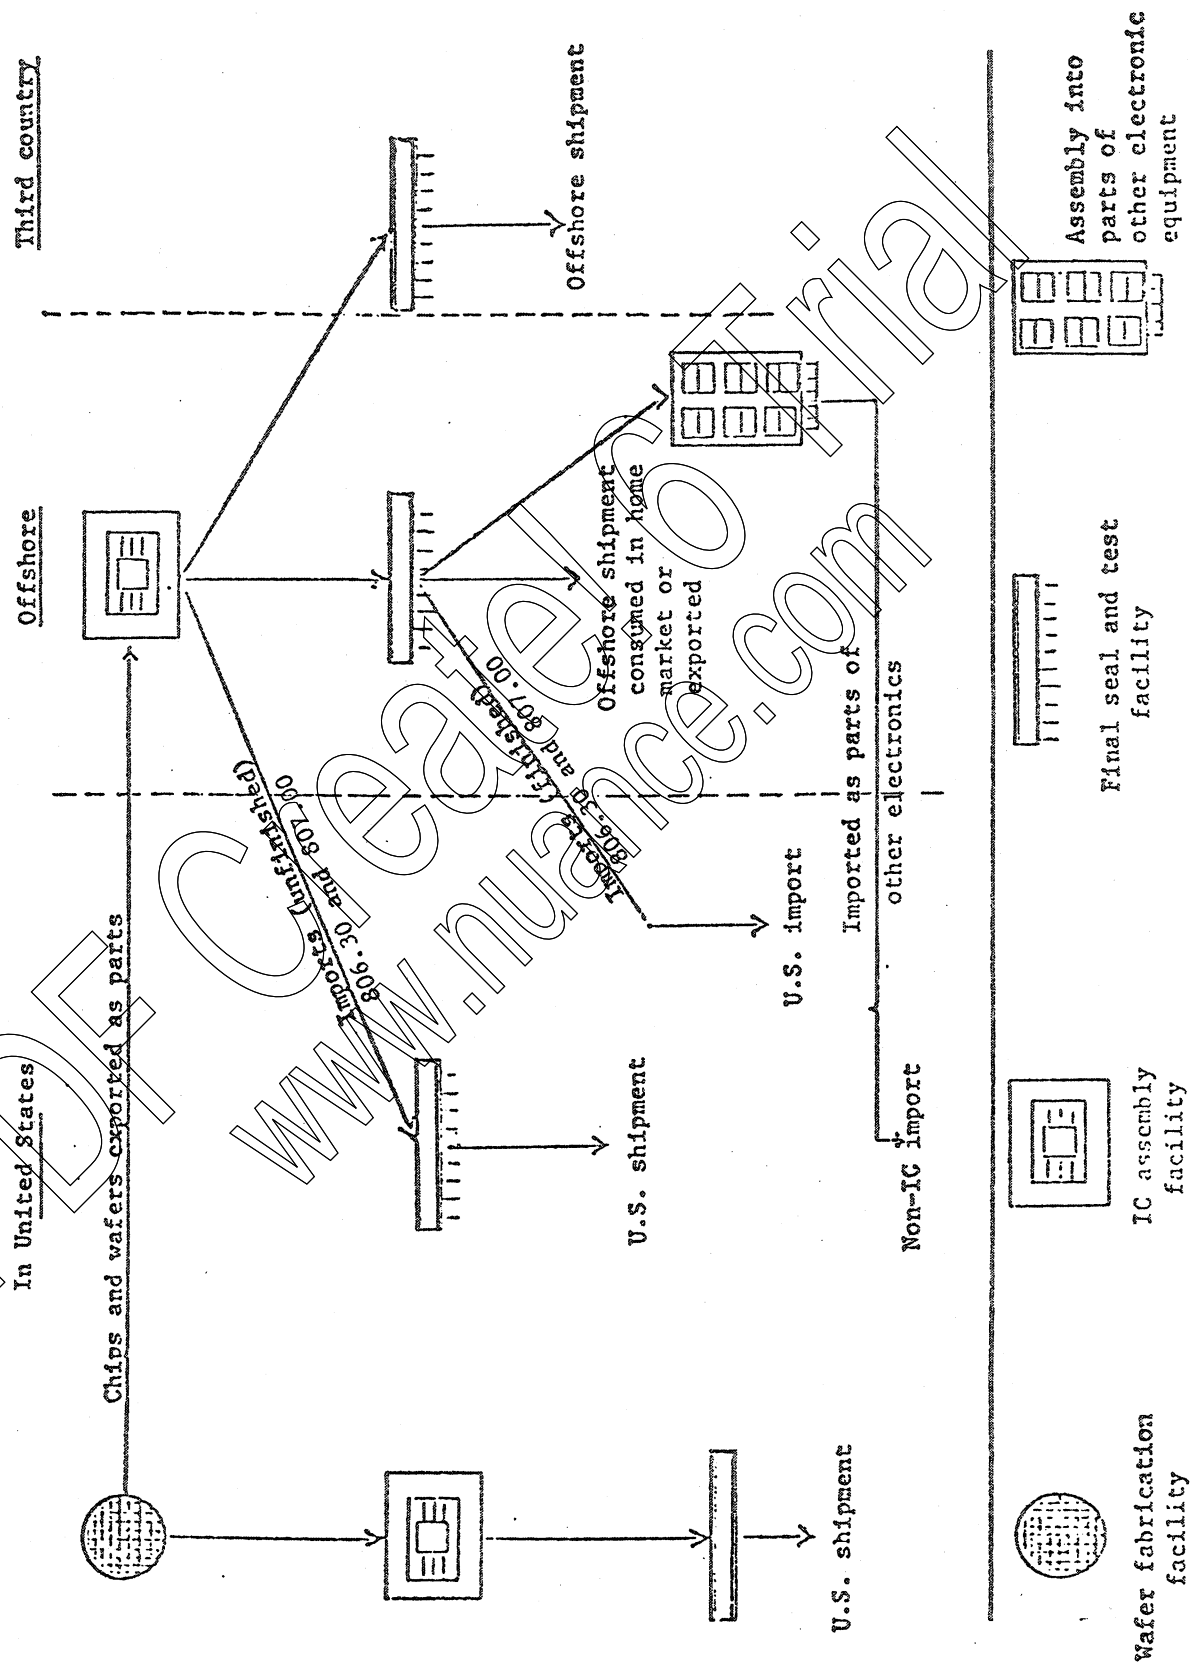 In United States
Offshore
Third country
Chips and wafers exported as parts
Imports (unfinished)
806.30 and 807.00
Imports (finished)
806.30 and 807.00
Offshore shipment
Offshore shipment
consumed in home
market or
exported
U.S. shipment
U.S. import
U.S. shipment
Imported as parts of
other electronics
Non-IC import
Wafer fabrication
facility
IC assembly
facility
Final seal and test
facility
Assembly into
parts of
other electronic
equipment
DF Create! 6 Trial
www.nuance.com